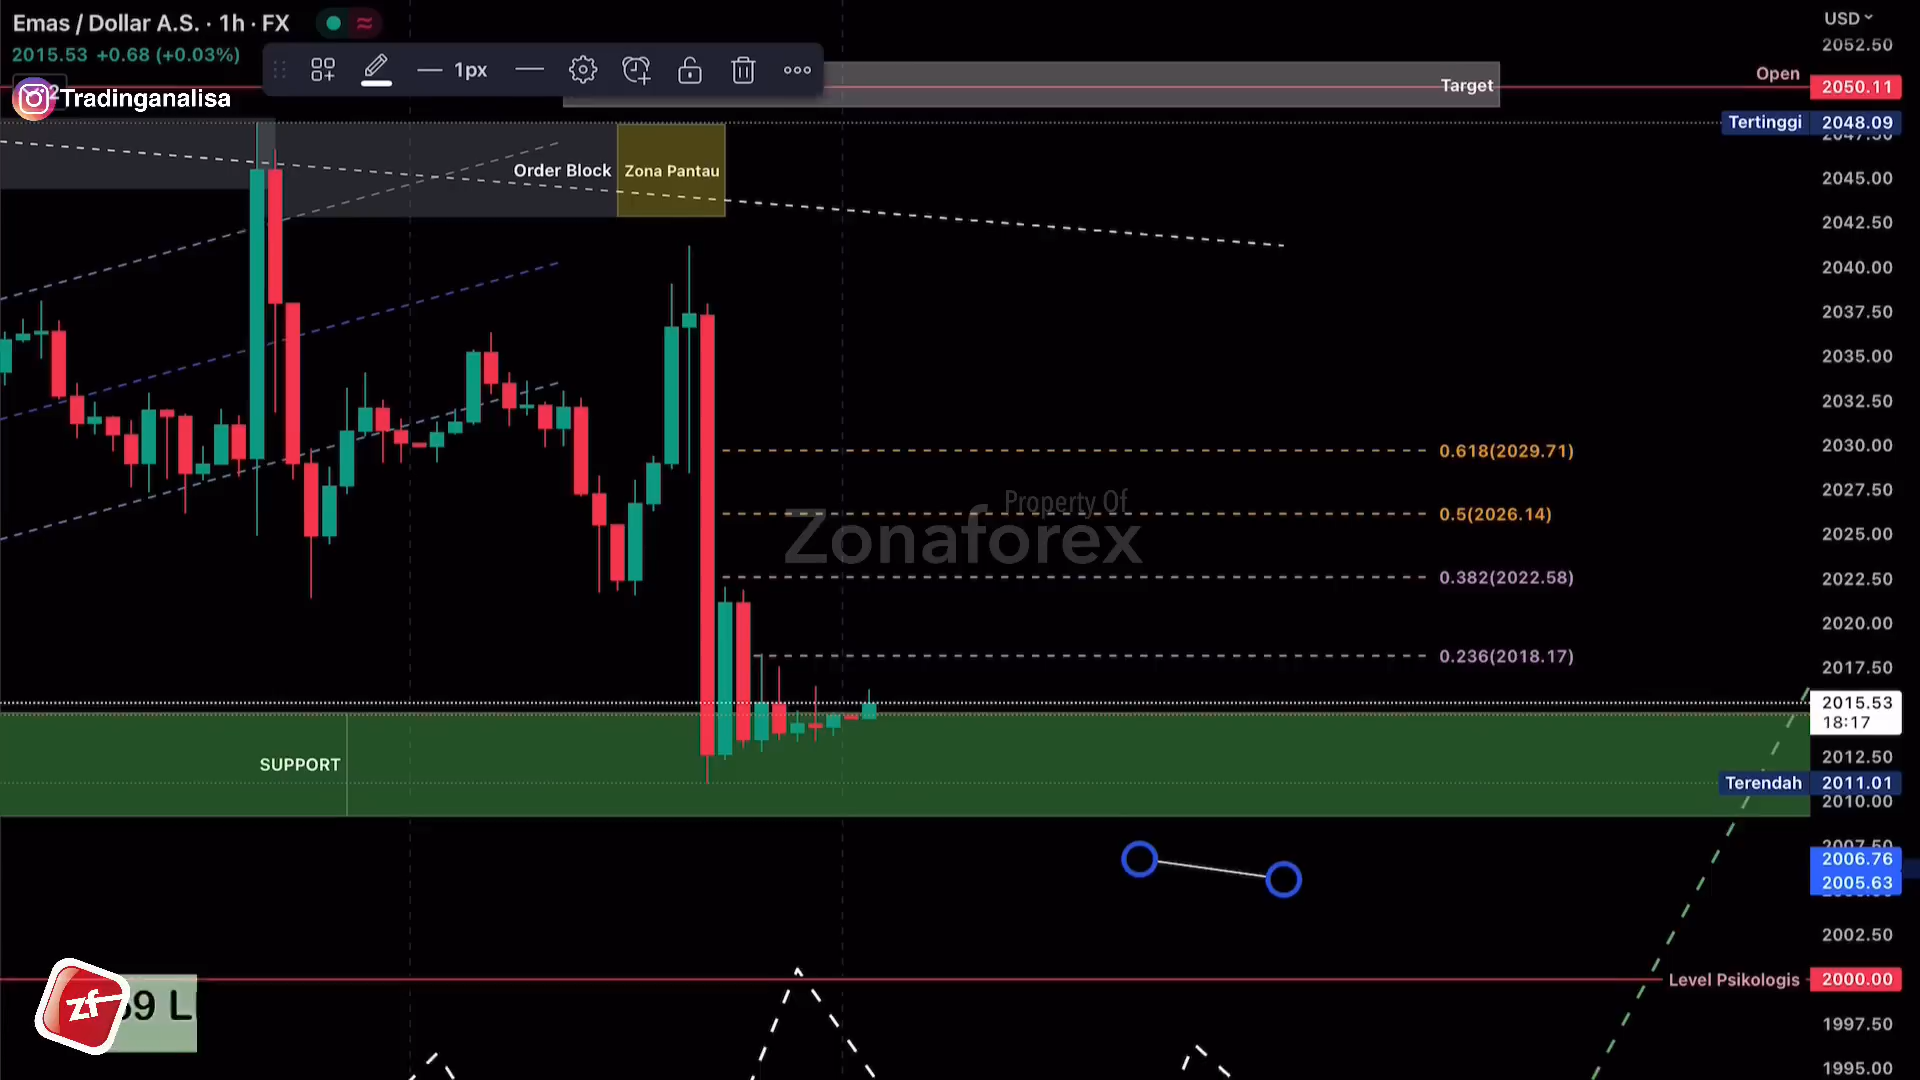 Emas / Dollar A.S. · 1h · FX
2015.53 +0.68 (+0.03%)
1px
Tradinganalisa
USD
2052.50
Open 2050.11
Target
Tertinggi 2048.09
2045.00
Order Block
Zona Pantau
2042.50
2040.00
2037.50
2035.00
2032.50
2030.00
0.618(2029.71)
2027.50
Property Of
Zonaforex
0.5(2026.14)
2025.00
0.382(2022.58)
2022.50
2020.00
0.236(2018.17)
2017.50
2015.53
18:17
SUPPORT
2012.50
Terendah 2011.01
2010.00
2007.50
2006.76
2005.63
2002.50
Level Psikologis 2000.00
zf
1997.50
1995.00